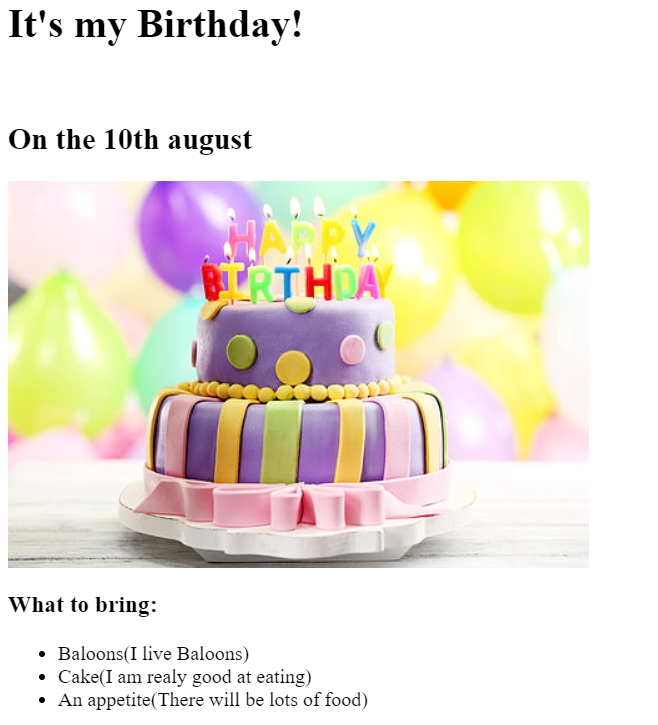 It's my Birthday!
On the 10th august
HAPPY
BIRTHDAY
What to bring:
Baloons(I live Baloons)
Cake(I am realy good at eating)
An appetite(There will be lots of food)